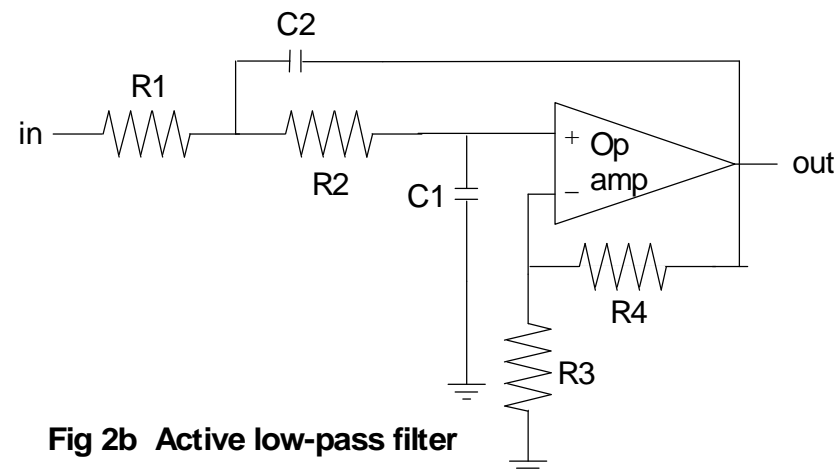 C2
R1
in
R2
C1
+ Op
− amp
out
R4
R3
Fig 2b Active low-pass filter